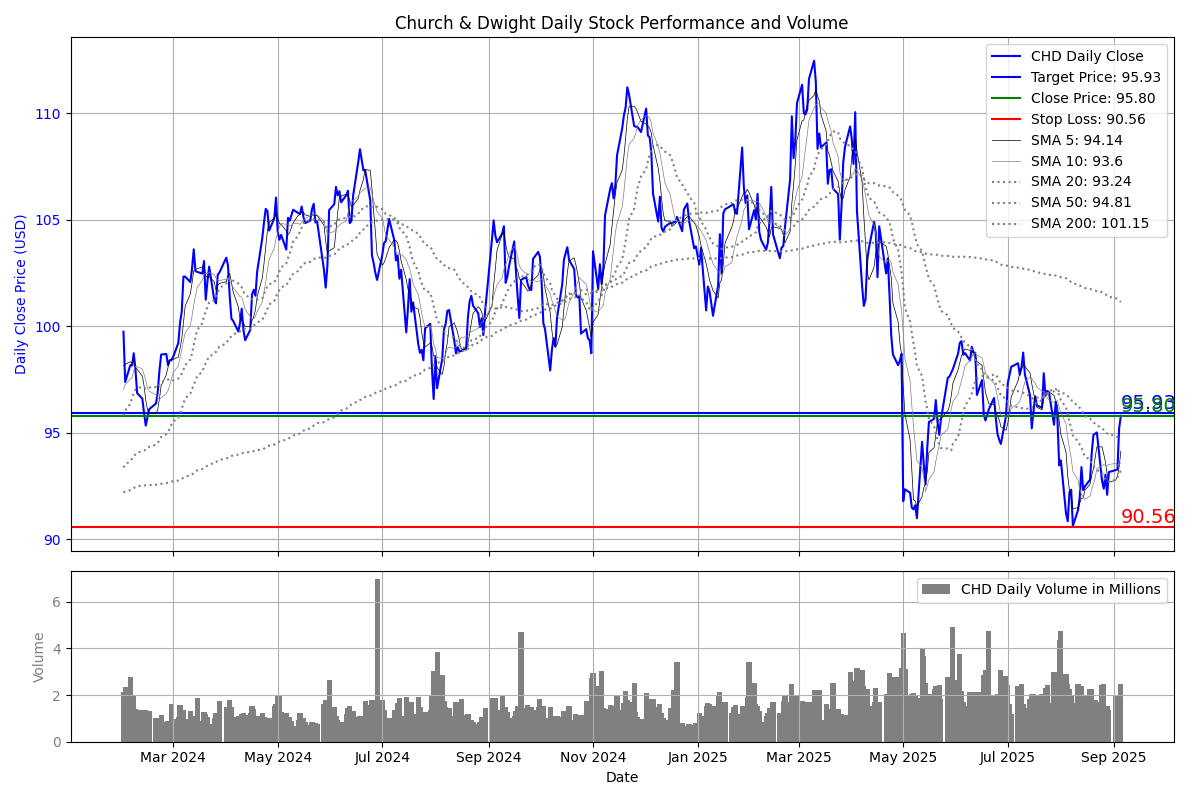 Church & Dwight Daily Stock Performance and Volume
CHD Daily Close
Target Price: 95.93
Close Price: 95.80
Stop Loss: 90.56
SMA 5: 94.14
SMA 10: 93.6
SMA 20: 93.24
SMA 50: 94.81
SMA 200: 101.15
Daily Close Price (USD)
110
105
100
95
90
95.93
95.80
90.56
CHD Daily Volume in Millions
Volume
6
4
2
0
Mar 2024 May 2024 Jul 2024 Sep 2024 Nov 2024 Jan 2025 Mar 2025 May 2025 Jul 2025 Sep 2025
Date